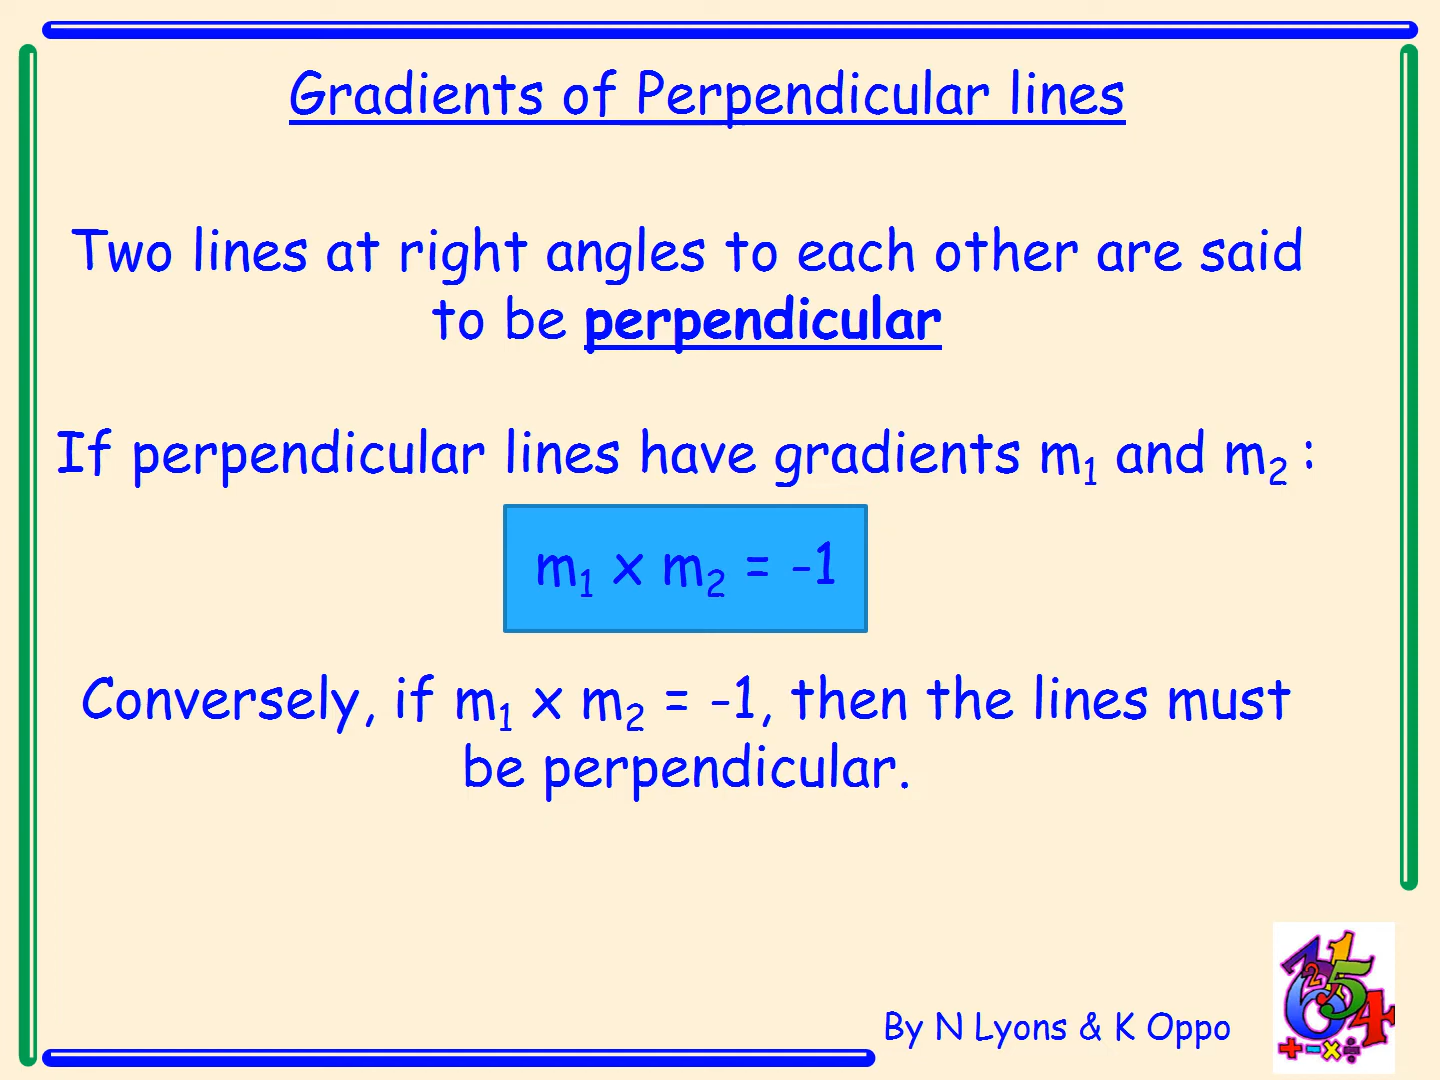 Gradients of Perpendicular lines
Two lines at right angles to each other are said
to be perpendicular
If perpendicular lines have gradients m₁ and m₂ :
m₁ x m₂ = -1
Conversely, if m₁ x m₂ = -1, then the lines must
be perpendicular.
By N Lyons & K Oppo